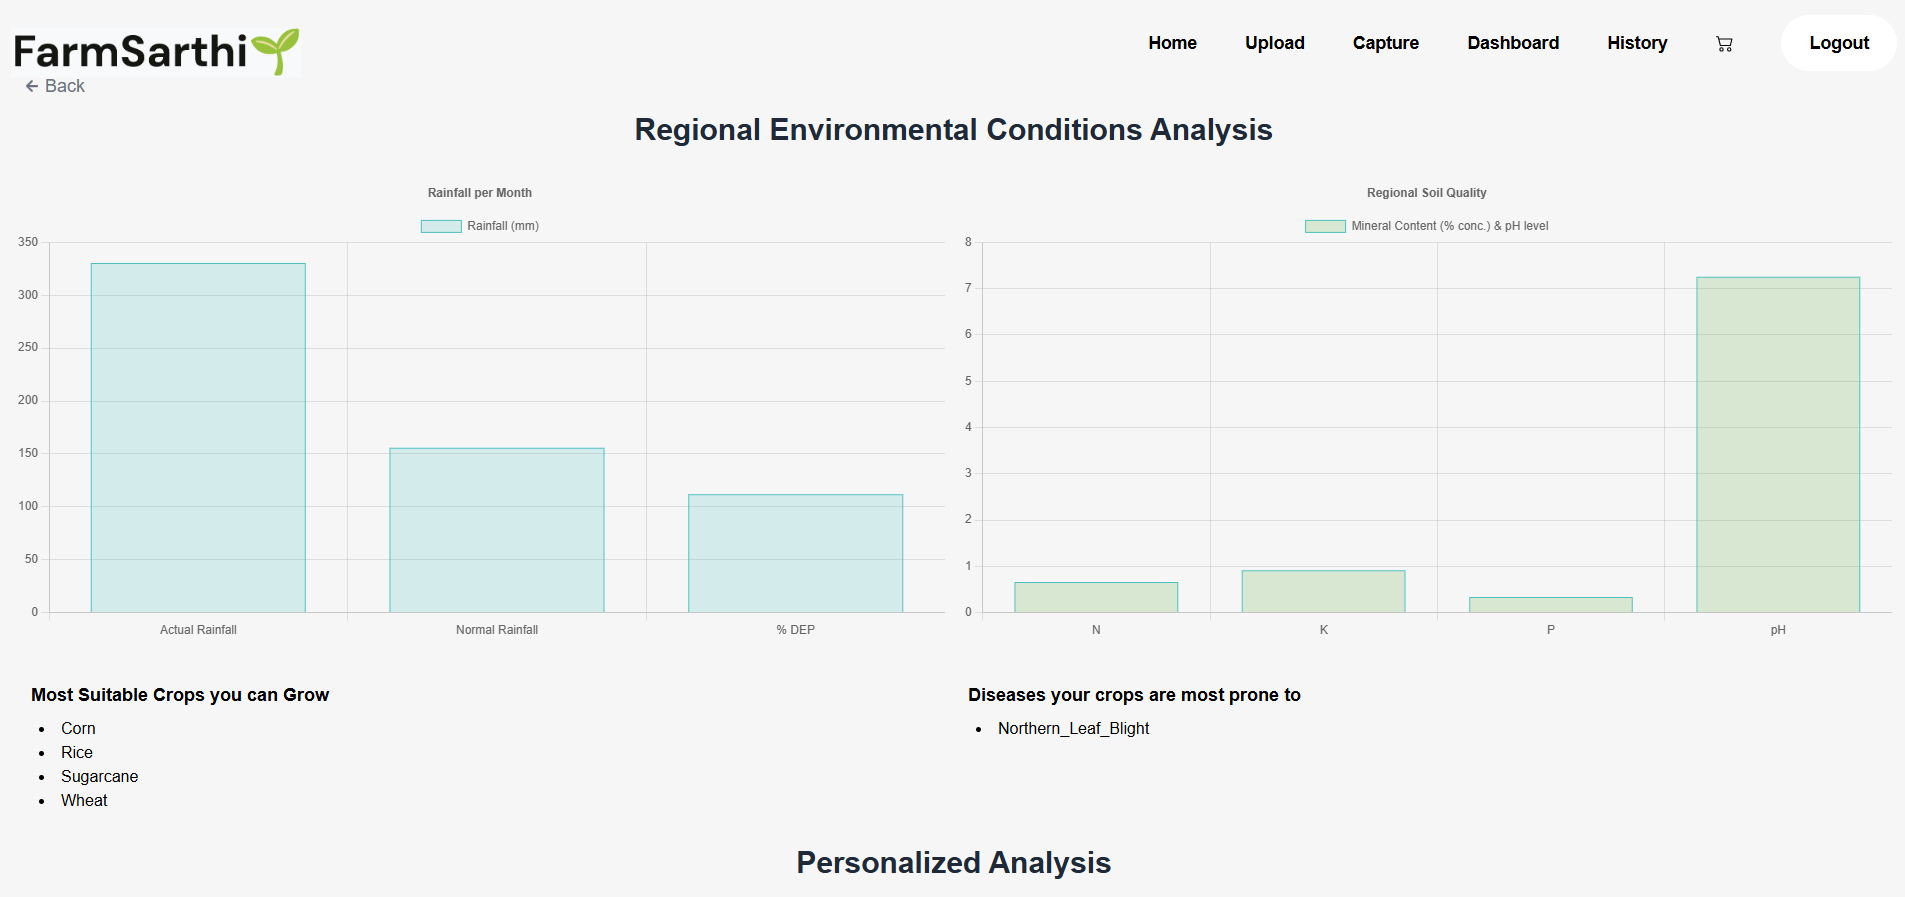 FarmSarthi
Home Upload Capture Dashboard History Logout
Back
Regional Environmental Conditions Analysis
Rainfall per Month
Rainfall (mm)
350
300
250
200
150
100
50
0
Actual Rainfall Normal Rainfall % DEP
Regional Soil Quality
Mineral Content (% conc.) & pH level
8
7
6
5
4
3
2
1
0
N K P pH
Most Suitable Crops you can Grow
Corn
Rice
Sugarcane
Wheat
Diseases your crops are most prone to
Northern_Leaf_Blight
Personalized Analysis